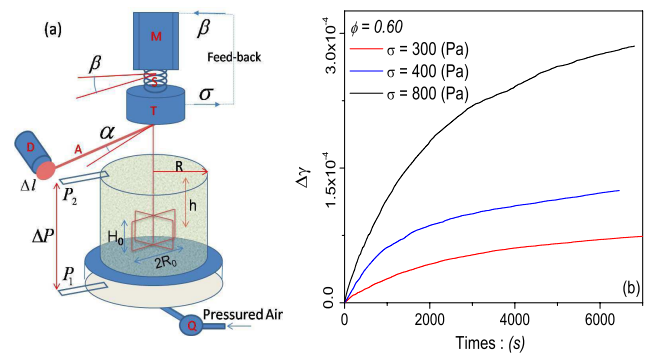 (a)
M
β
Feed-back
β
S
σ
T
D
A
α
Δl
P₂
R
h
ΔP
H₀
2R₀
P₁
Q
Pressured Air
ϕ = 0.60
σ = 300 (Pa)
σ = 400 (Pa)
σ = 800 (Pa)
3.0x10⁻⁴
1.5x10⁻⁴
0.0
Δγ
0 2000 4000 6000
Times : (s)
(b)